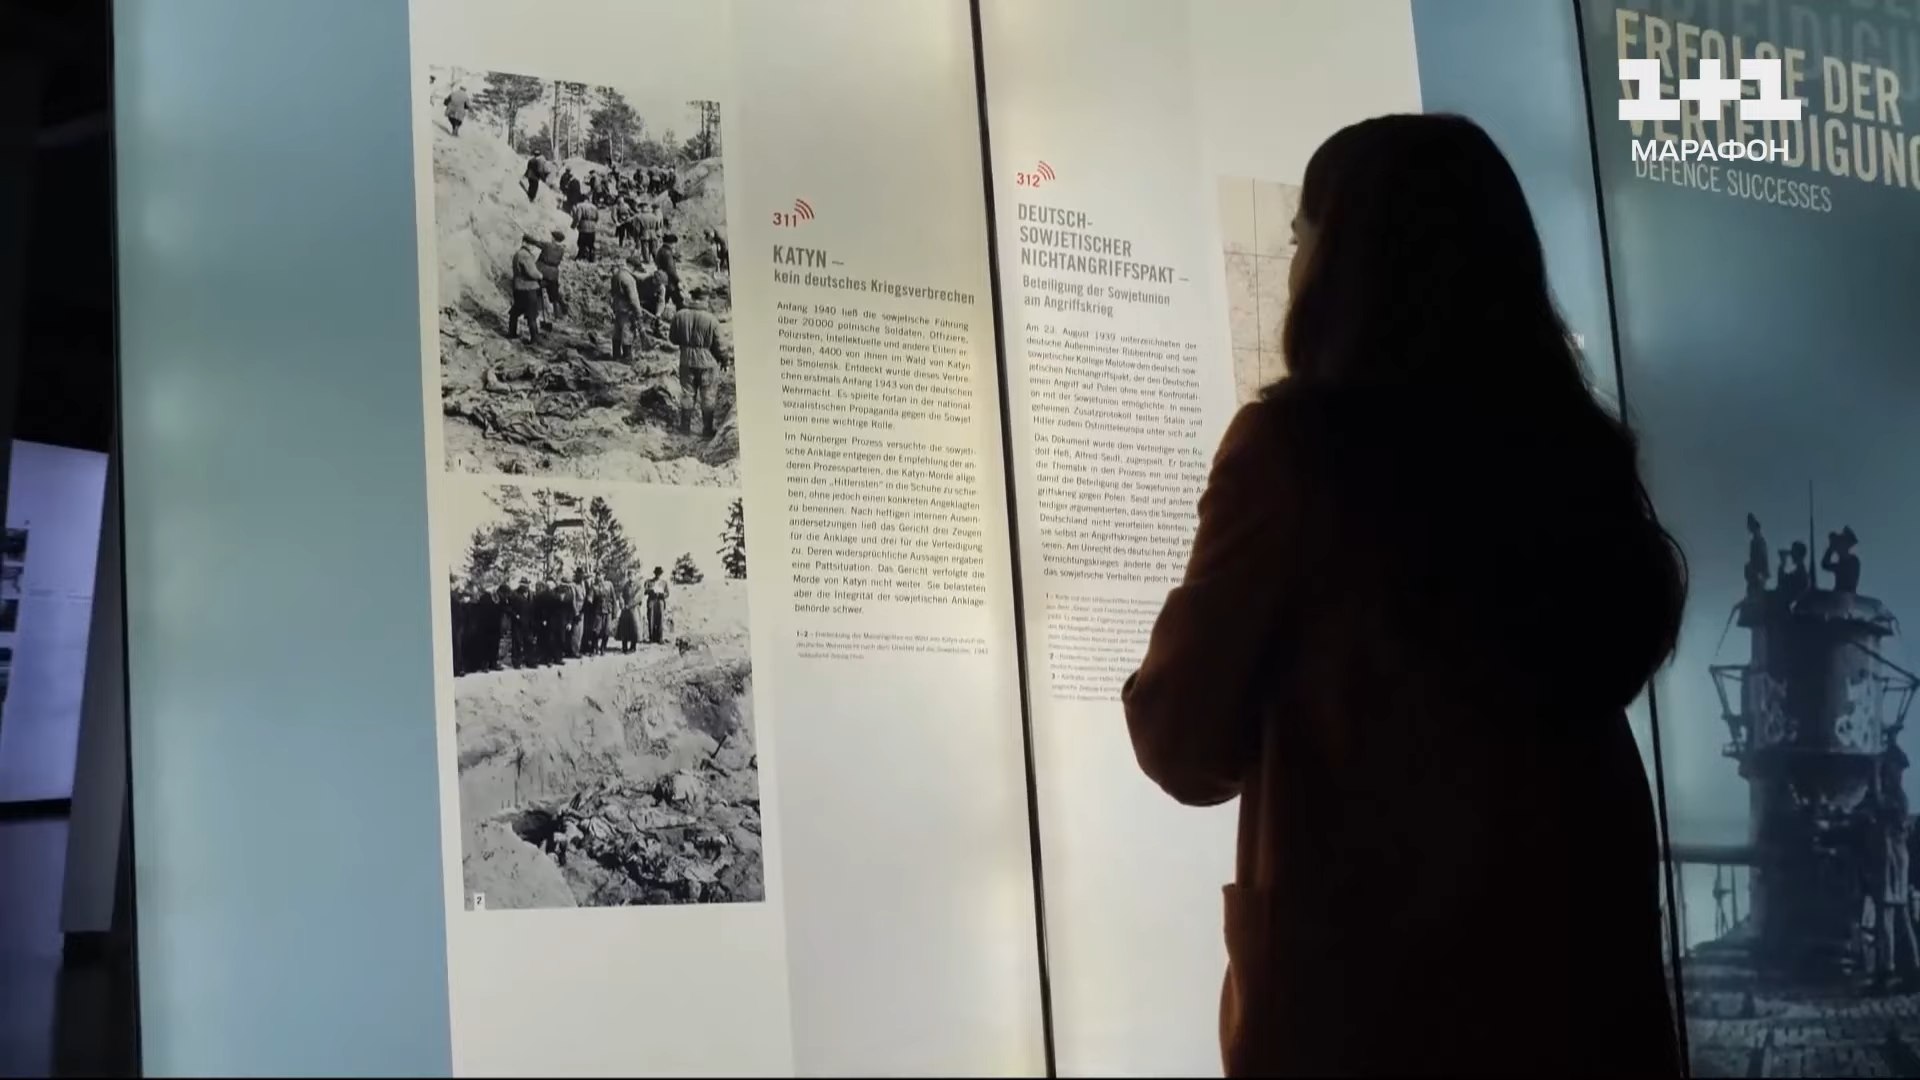 311
KATYN –
kein deutsches Kriegsverbrechen
Anfang 1940 ließ die sowjetische Führung
über 20000 polnische Soldaten, Offiziere,
Polizisten, Intellektuelle und andere Eliten er-
morden, 4400 von ihnen im Wald von Katyn
bei Smolensk. Entdeckt wurde dieses Verbre-
chen erstmals Anfang 1943 von der deutschen
Wehrmacht. Es spielte fortan in der national-
sozialistischen Propaganda gegen die Sowjet-
union eine wichtige Rolle.
Im Nürnberger Prozess versuchte die sowjeti-
sche Anklage entgegen der Empfehlung der an-
deren Prozessparteien, die Katyn-Morde allge-
mein den „Hitleristen" in die Schuhe zu schie-
ben, ohne jedoch einen konkreten Angeklagten
zu benennen. Nach heftigen internen Ausein-
andersetzungen ließ das Gericht drei Zeugen
für die Anklage und drei für die Verteidigung
zu. Deren widersprüchliche Aussagen ergaben
eine Pattsituation. Das Gericht verfolgte die
Morde von Katyn nicht weiter. Sie belasteten
aber die Integrität der sowjetischen Anklage-
behörde schwer.
1
2
312
DEUTSCH-
SOWJETISCHER
NICHTANGRIFFSPAKT –
Beteiligung der Sowjetunion
am Angriffskrieg
Am 23. August 1939 unterzeichneten der
deutsche Außenminister Ribbentrop und sein
sowjetischer Kollege Molotow den deutsch-sow-
jetischen Nichtangriffspakt, der den Deutschen
einen Angriff auf Polen ohne eine Konfrontati-
on mit der Sowjetunion ermöglichte. In einem
geheimen Zusatzprotokoll teilten Stalin und
Hitler zudem Ostmitteleuropa unter sich auf.
Das Dokument wurde dem Verteidiger von Ru-
dolf Heß, Alfred Seidl, zugespielt. Er brachte
die Thematik in den Prozess ein und belegt
damit die Beteiligung der Sowjetunion am
griffskrieg gegen Polen. Seidl und andere
teidiger argumentierten, dass die
Deutschland nicht verurteilen könnten,
sie selbst an Angriffskriegen beteiligt
seien. Am Unrecht des deutschen
Vernichtungskrieges änderte der
das sowjetische Verhalten jedoch
ERFOLGE DER
VERTEIDIGUNG
DEFENCE SUCCESSES
1+1
МАРАФОН